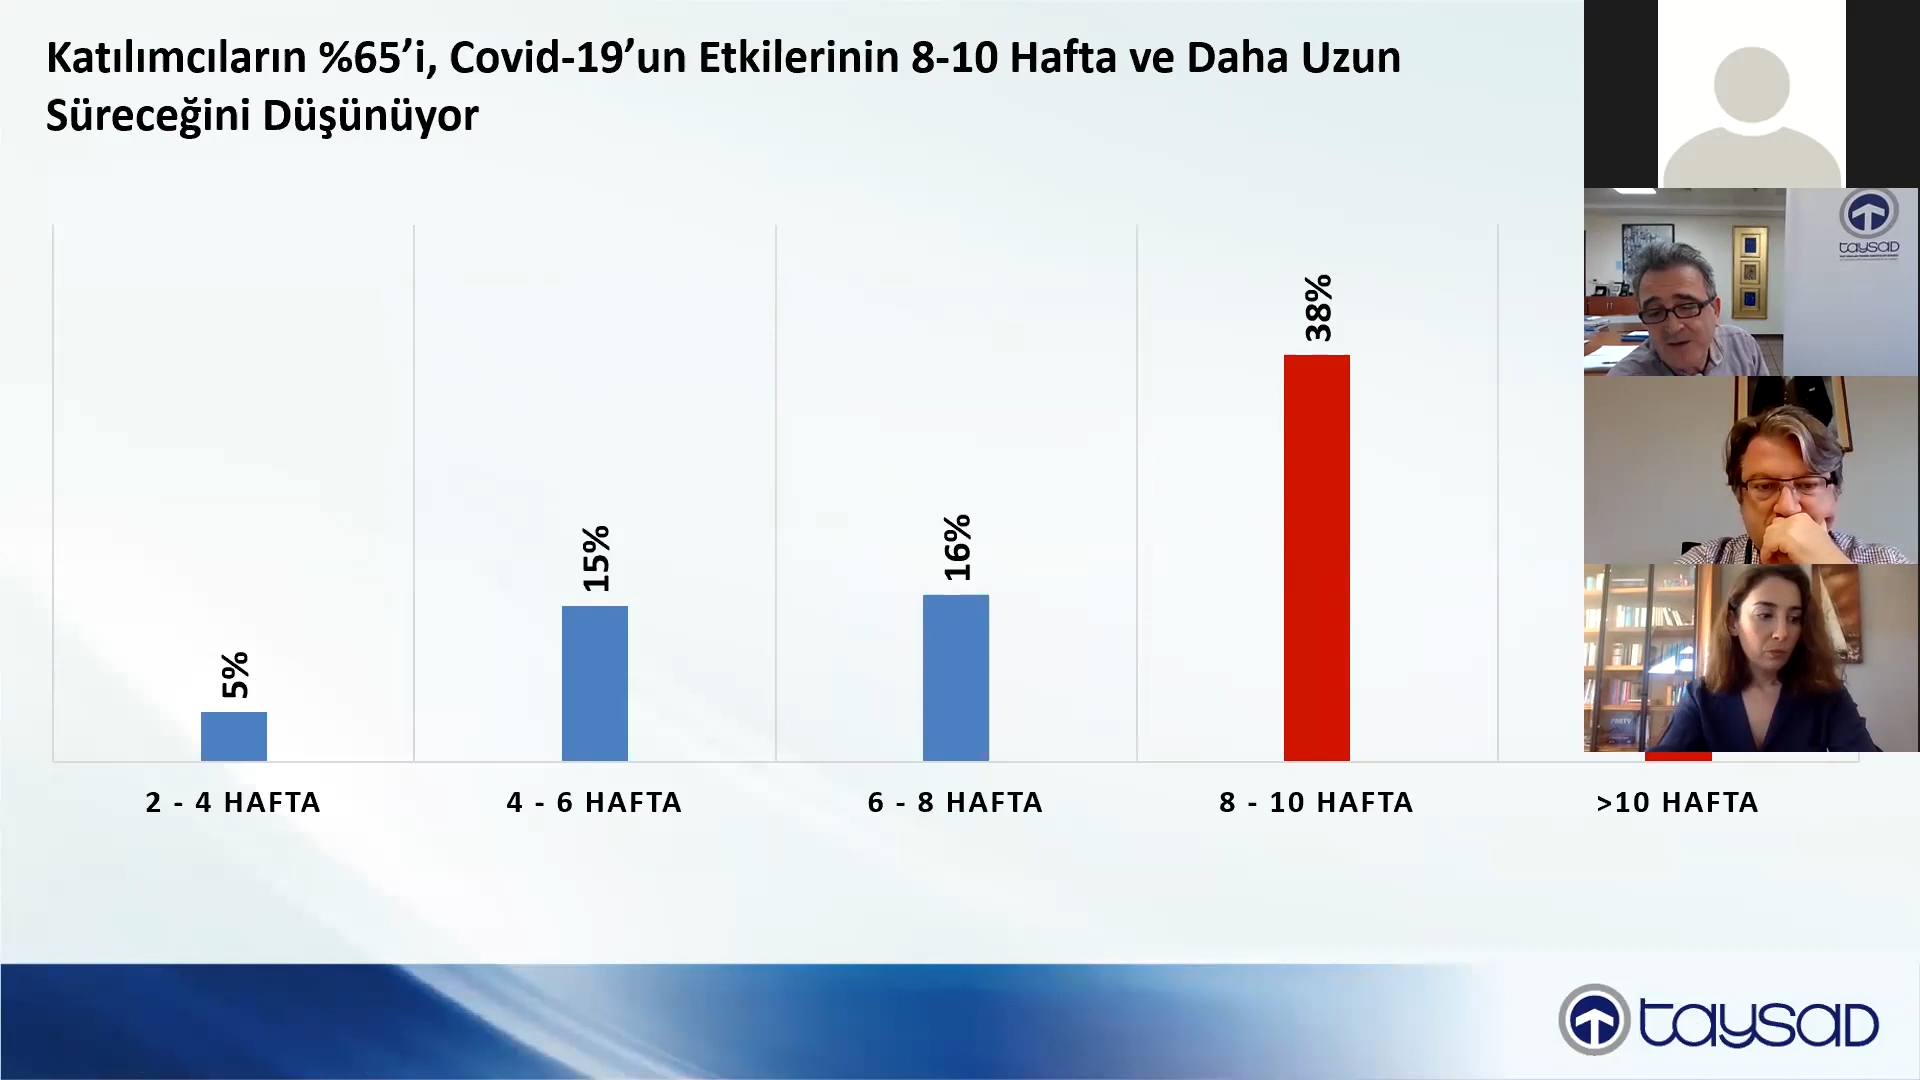 Katılımcıların %65’i, Covid-19’un Etkilerinin 8-10 Hafta ve Daha Uzun
Süreceğini Düşünüyor
5%
15%
16%
38%
2 - 4 HAFTA
4 - 6 HAFTA
6 - 8 HAFTA
8 - 10 HAFTA
>10 HAFTA
taysad
PARTY
taysad